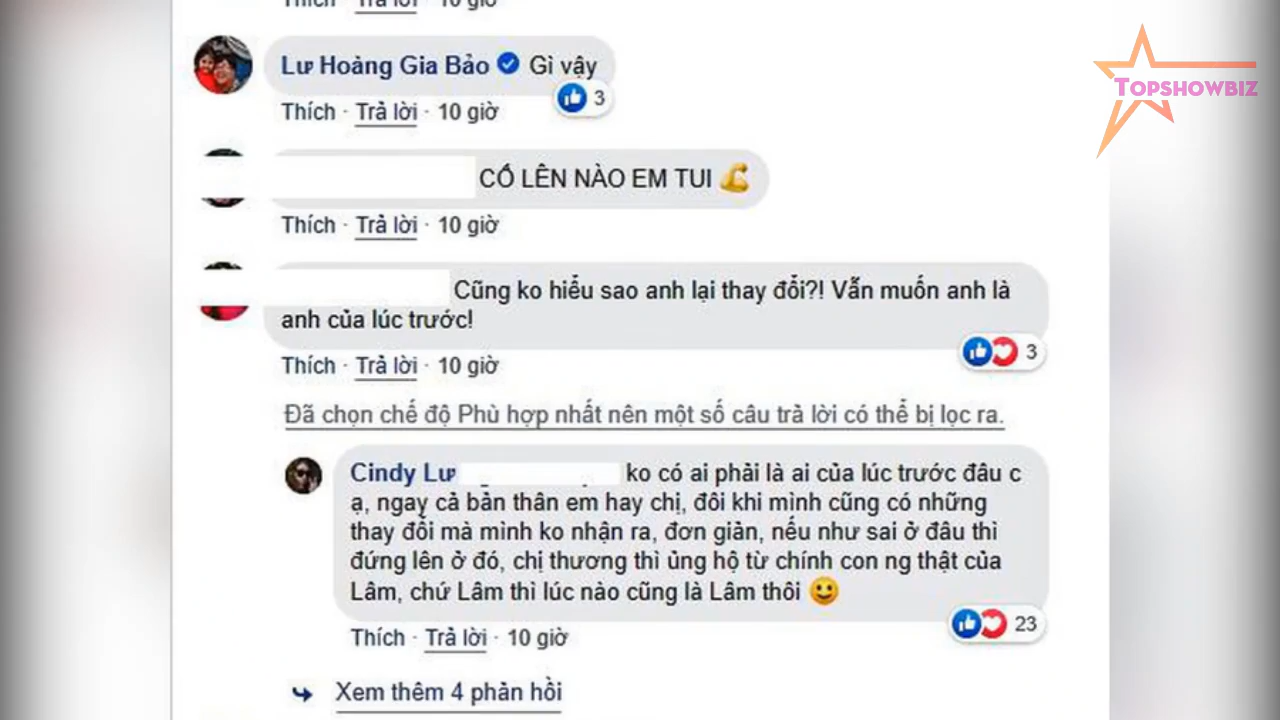 Thích · Trả lời · 10 giờ
Lư Hoàng Gia Bảo Gì vậy
3
Thích · Trả lời · 10 giờ
TOPSHOWBIZ
CỐ LÊN NÀO EM TUI 💪
Thích · Trả lời · 10 giờ
Cũng ko hiểu sao anh lại thay đổi?! Vẫn muốn anh là
anh của lúc trước!
3
Thích · Trả lời · 10 giờ
Đã chọn chế độ Phù hợp nhất nên một số câu trả lời có thể bị lọc ra.
Cindy Lư ko có ai phải là ai của lúc trước đâu c
ạ, ngay cả bản thân em hay chị, đôi khi mình cũng có những
thay đổi mà mình ko nhận ra, đơn giản, nếu như sai ở đâu thì
đứng lên ở đó, chị thương thì ủng hộ từ chính con ng thật của
Lâm, chứ Lâm thì lúc nào cũng là Lâm thôi 😀
23
Thích · Trả lời · 10 giờ
Xem thêm 4 phản hồi